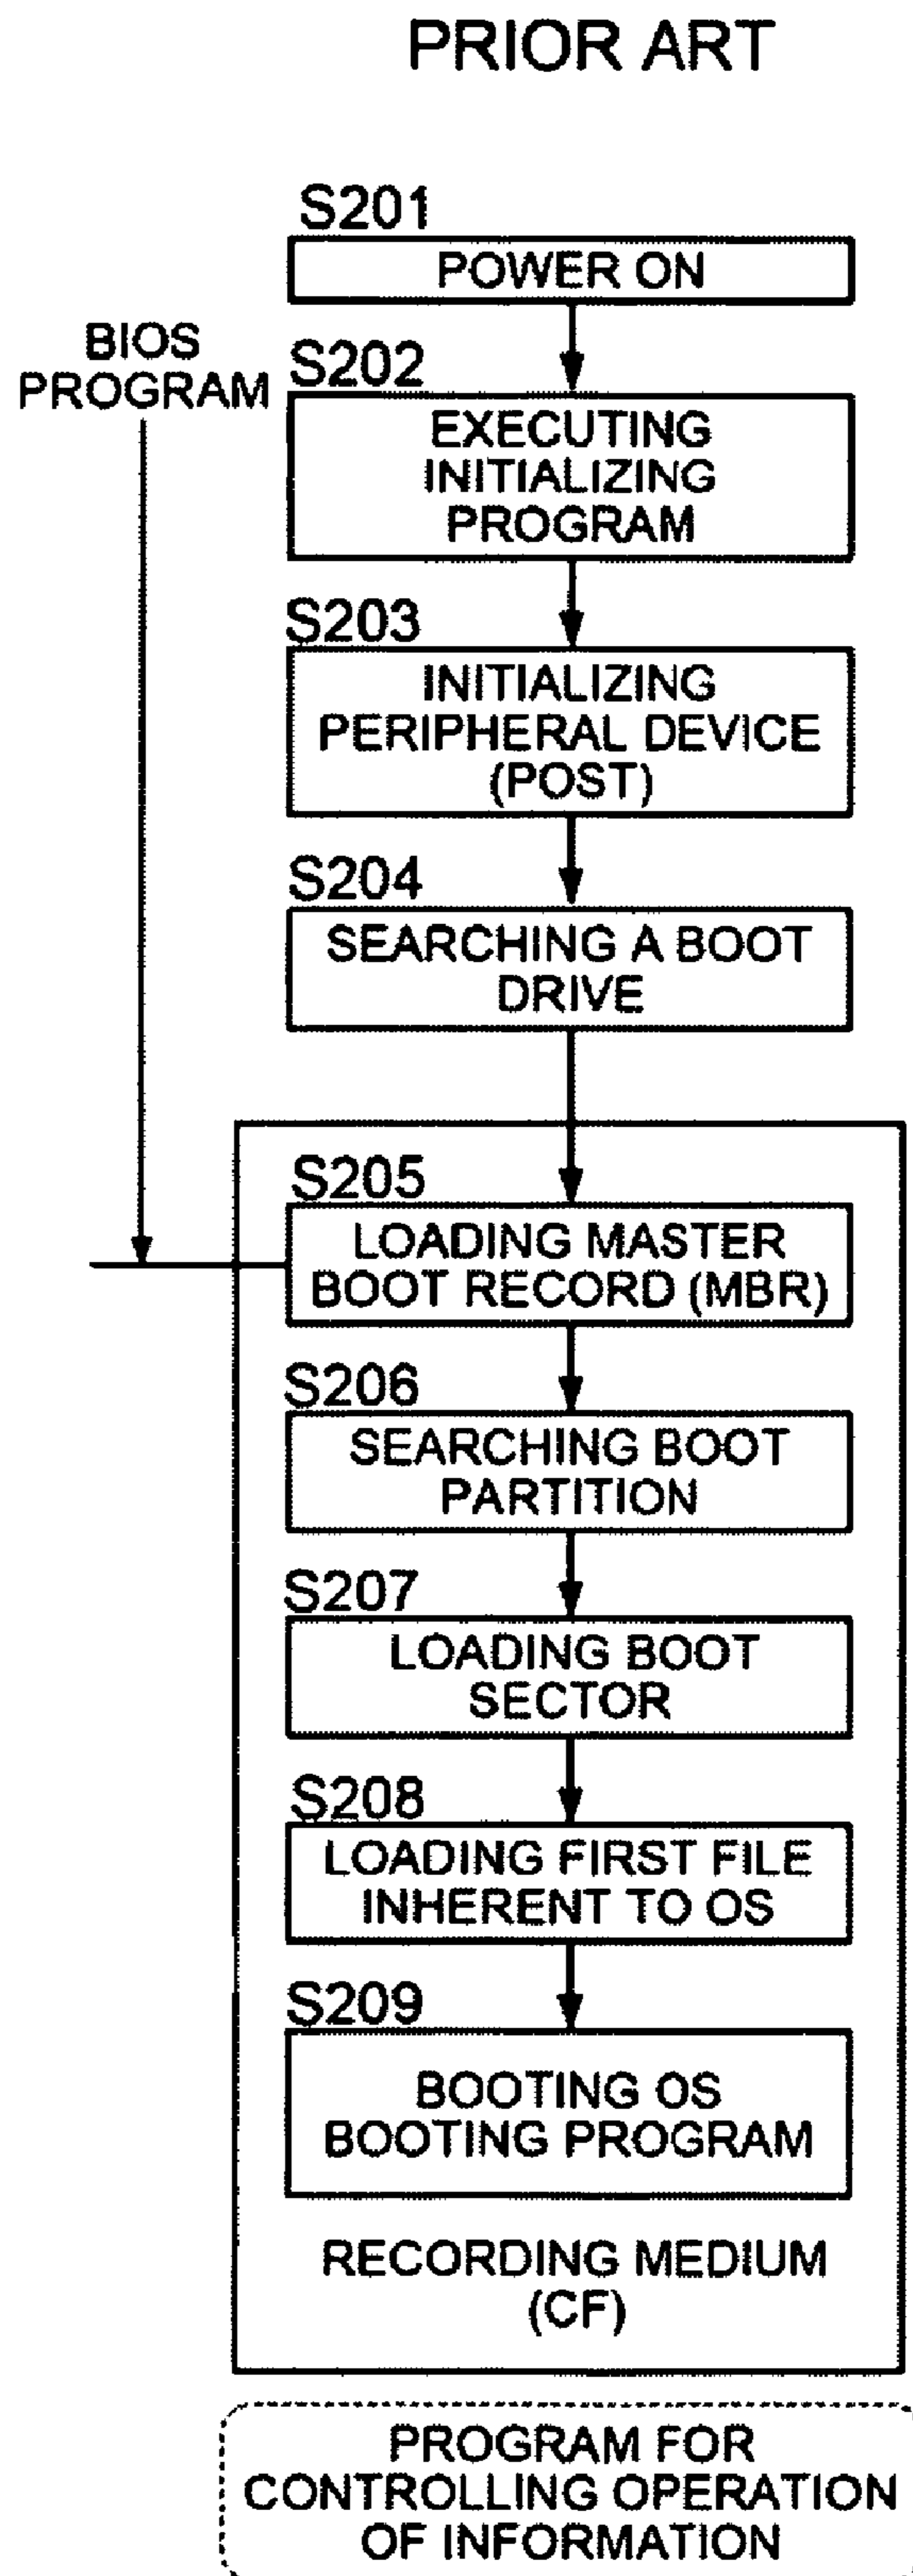 PRIOR ART
S201
POWER ON
BIOS
PROGRAM
S202
EXECUTING
INITIALIZING
PROGRAM
S203
INITIALIZING
PERIPHERAL DEVICE
(POST)
S204
SEARCHING A BOOT
DRIVE
S205
LOADING MASTER
BOOT RECORD (MBR)
S206
SEARCHING BOOT
PARTITION
S207
LOADING BOOT
SECTOR
S208
LOADING FIRST FILE
INHERENT TO OS
S209
BOOTING OS
BOOTING PROGRAM
RECORDING MEDIUM
(CF)
PROGRAM FOR
CONTROLLING OPERATION
OF INFORMATION